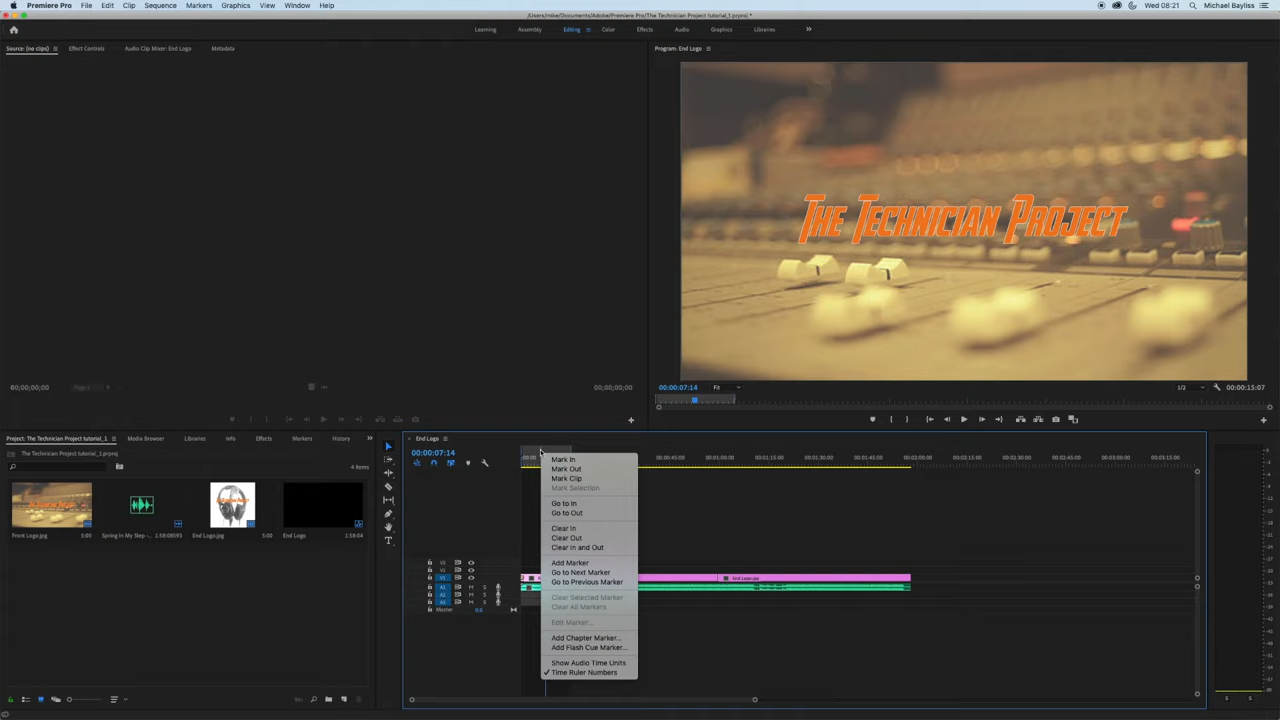 Premiere Pro File Edit Clip Sequence Markers Graphics View Window Help Wed 08:21 Michael Bayliss
/Users/mike/Documents/Adobe/Premiere Pro/The Technician Project tutorial_1.prproj *
Learning Assembly Editing Color Effects Audio Graphics Libraries
Source: (no clips) Effect Controls Audio Clip Mixer: End Logo Metadata
Program: End Logo
The Technician Project
00;00;00;00 Page 1 00;00;00;00
00:00:07:14 Fit 1/2 00:00:15:07
Project: The Technician Project tutorial_1 Media Browser Libraries Info Effects Markers History
The Technician Project tutorial_1.prproj
4 Items
Front Logo.jpg 5:00
Spring In My Step - 1:58:08593
End Logo.jpg 5:00
End Logo 1:58:04
End Logo
00:00:07:14
:00:00 00:00:45:00 00:01:00:00 00:01:15:00 00:01:30:00 00:01:45:00 00:02:00:00 00:02:15:00 00:02:30:00 00:02:45:00 00:03:00:00 00:03:15:00
Mark In
Mark Out
Mark Clip
Mark Selection
Go to In
Go to Out
Clear In
Clear Out
Clear In and Out
Add Marker
Go to Next Marker
Go to Previous Marker
Clear Selected Marker
Clear All Markers
Edit Marker...
Add Chapter Marker...
Add Flash Cue Marker...
Show Audio Time Units
✓ Time Ruler Numbers
V3
V2
V1 End Logo.jpg
A1 M S
A2 M S
A3 M S
Master 0.0
S S